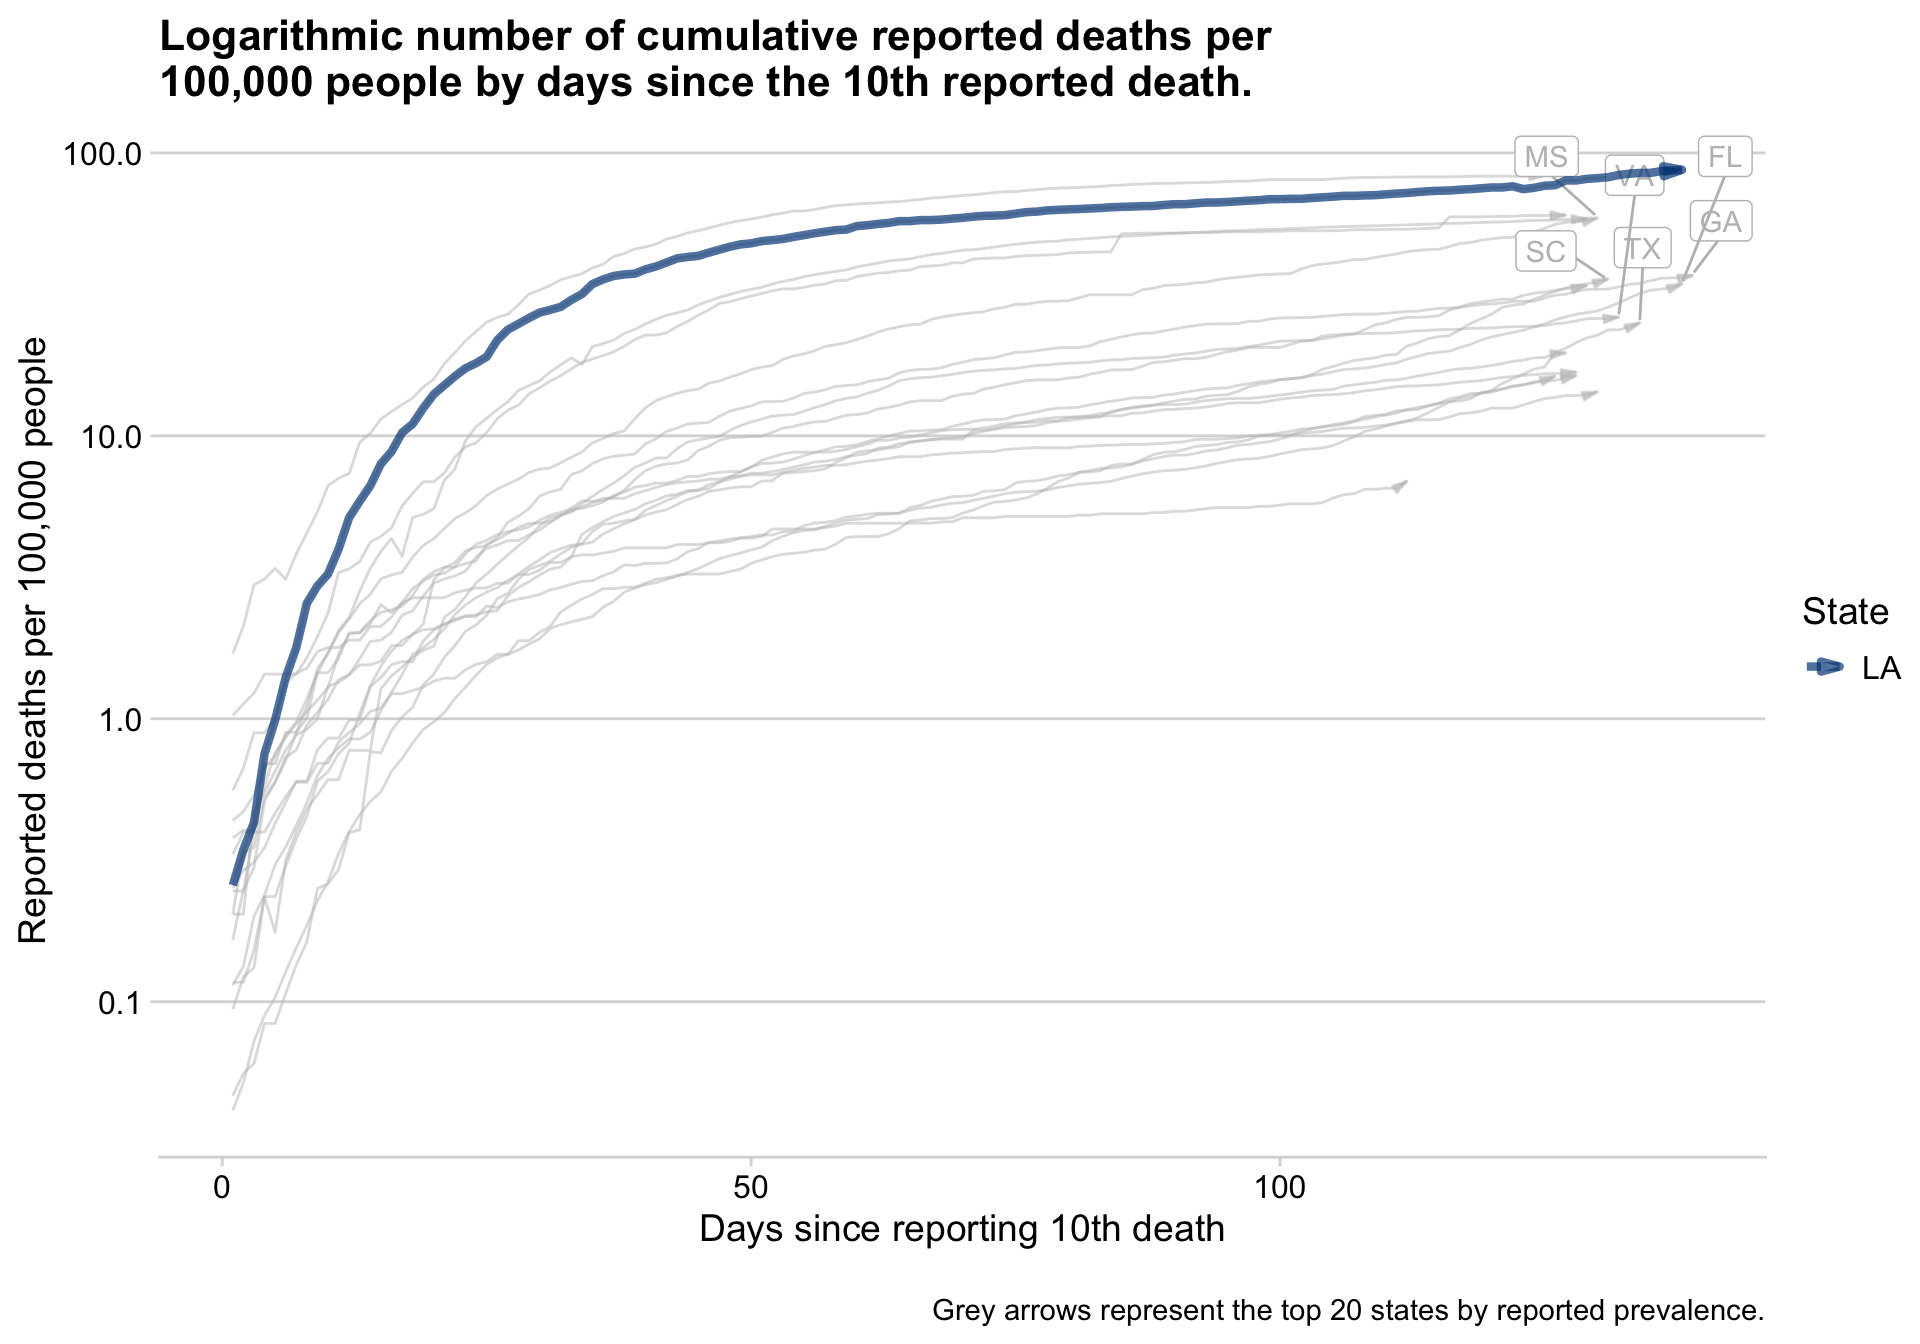 Logarithmic number of cumulative reported deaths per
100,000 people by days since the 10th reported death.
Reported deaths per 100,000 people
100.0
10.0
1.0
0.1
MS
VA
FL
GA
SC
TX
State
LA
0
50
100
Days since reporting 10th death
Grey arrows represent the top 20 states by reported prevalence.